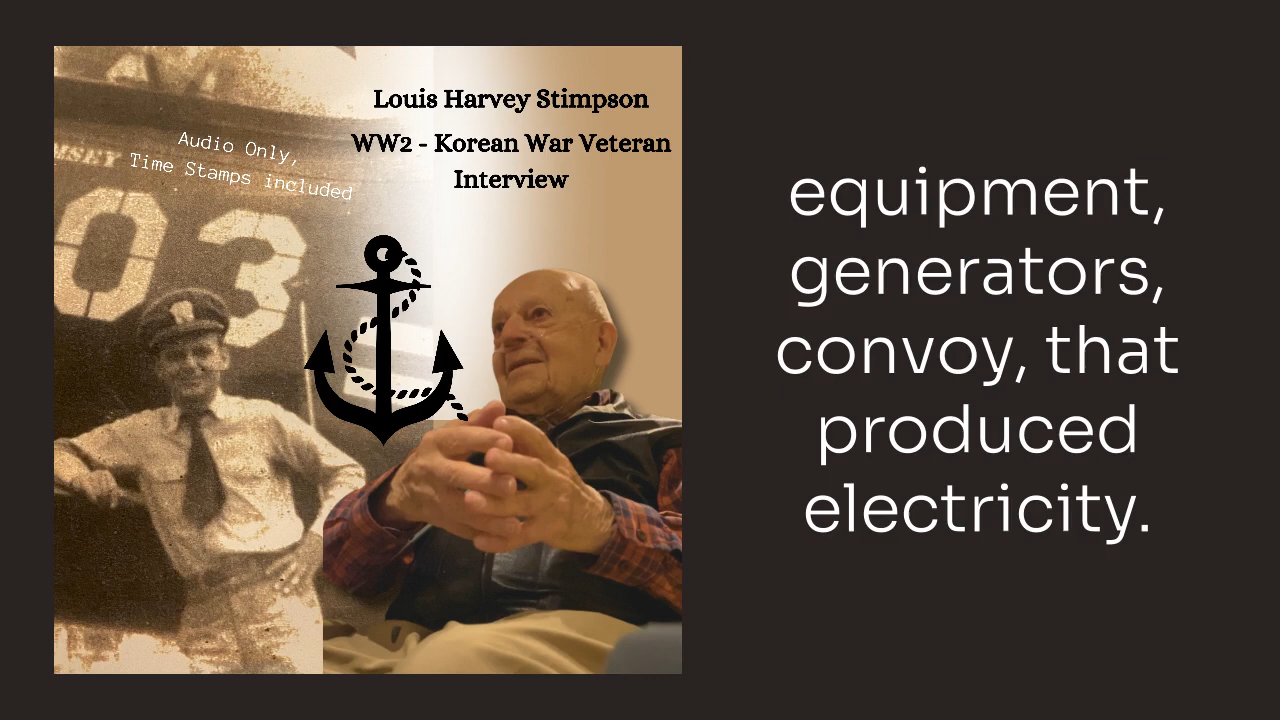 Louis Harvey Stimpson
WW2 - Korean War Veteran
Interview
Audio Only,
Time Stamps included
MSEY
03
equipment,
generators,
convoy, that
produced
electricity.